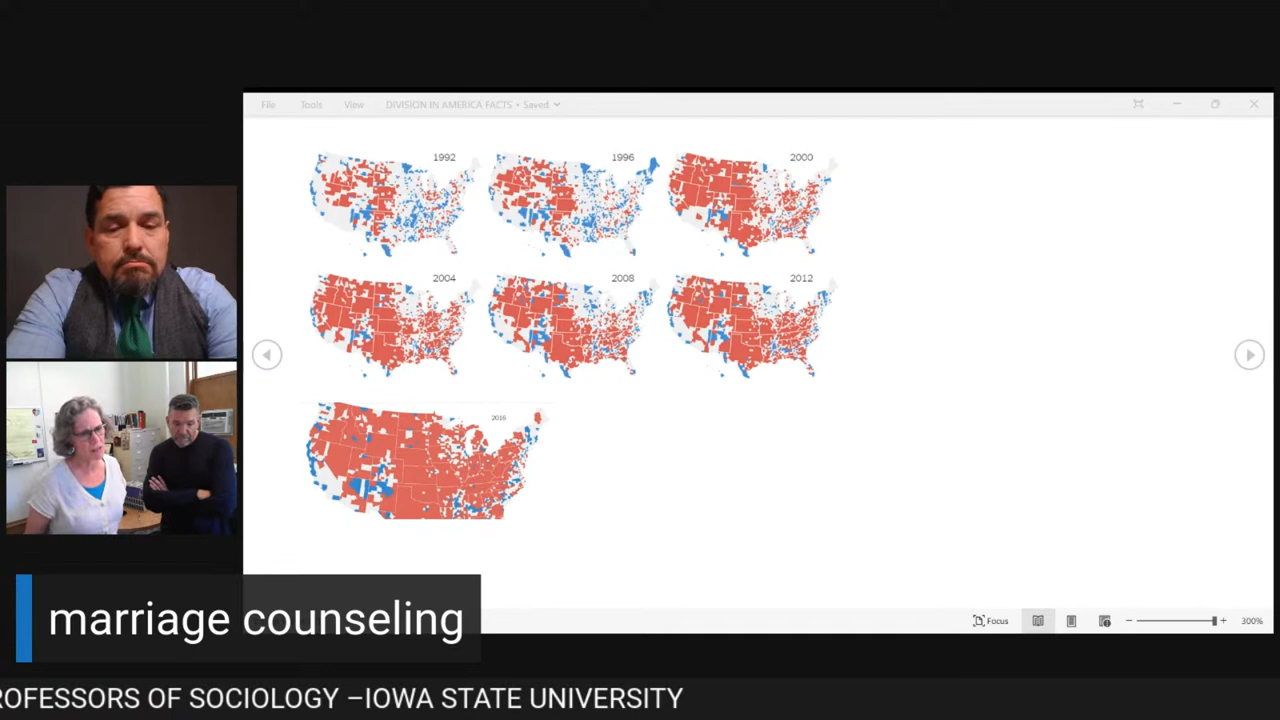 File Tools View DIVISION IN AMERICA FACTS • Saved
1992 1996 2000
2004 2008 2012
2016
Focus
300%
marriage counseling
ROFESSORS OF SOCIOLOGY –IOWA STATE UNIVERSITY